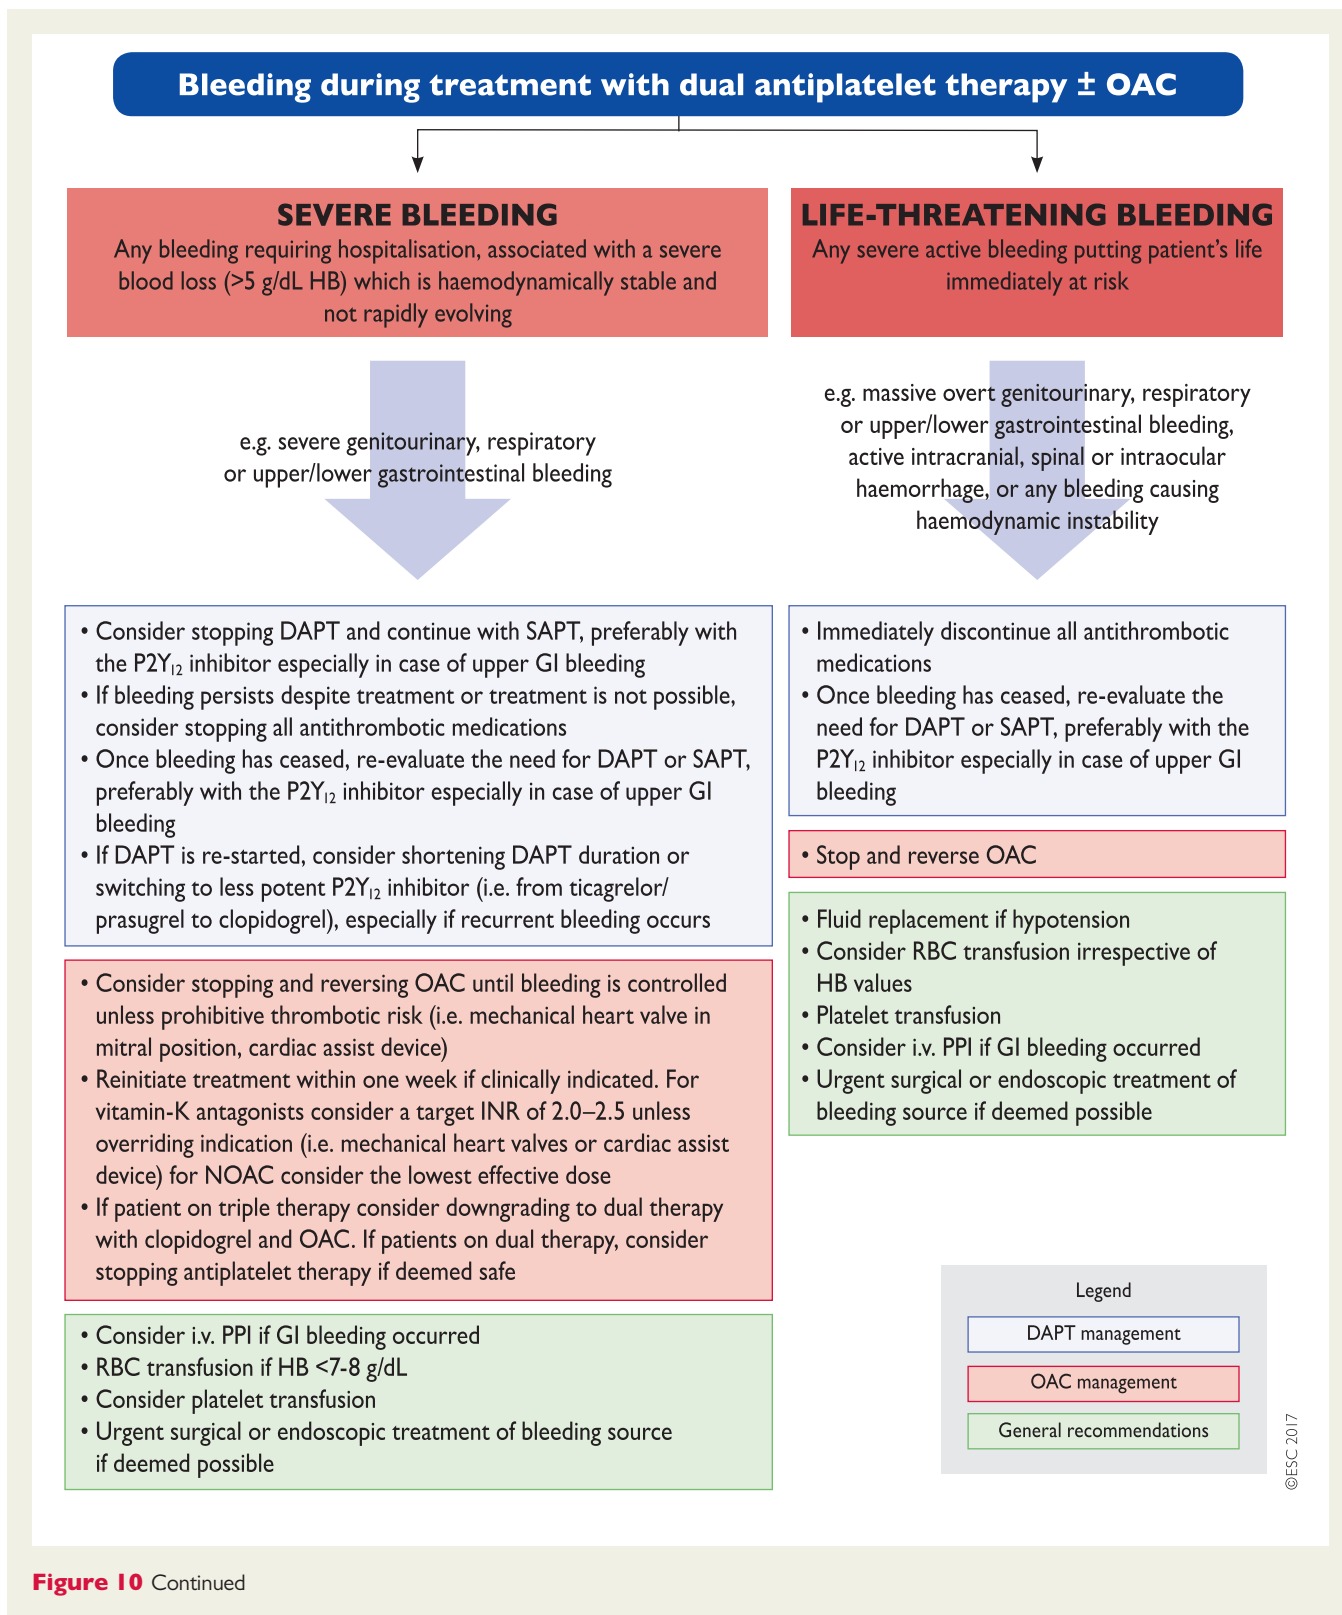 Bleeding during treatment with dual antiplatelet therapy ± OAC
SEVERE BLEEDING
Any bleeding requiring hospitalisation, associated with a severe
blood loss (>5 g/dL HB) which is haemodynamically stable and
not rapidly evolving
e.g. severe genitourinary, respiratory
or upper/lower gastrointestinal bleeding
• Consider stopping DAPT and continue with SAPT, preferably with
the P2Y₁₂ inhibitor especially in case of upper GI bleeding
• If bleeding persists despite treatment or treatment is not possible,
consider stopping all antithrombotic medications
• Once bleeding has ceased, re-evaluate the need for DAPT or SAPT,
preferably with the P2Y₁₂ inhibitor especially in case of upper GI
bleeding
• If DAPT is re-started, consider shortening DAPT duration or
switching to less potent P2Y₁₂ inhibitor (i.e. from ticagrelor/
prasugrel to clopidogrel), especially if recurrent bleeding occurs
• Consider stopping and reversing OAC until bleeding is controlled
unless prohibitive thrombotic risk (i.e. mechanical heart valve in
mitral position, cardiac assist device)
• Reinitiate treatment within one week if clinically indicated. For
vitamin-K antagonists consider a target INR of 2.0–2.5 unless
overriding indication (i.e. mechanical heart valves or cardiac assist
device) for NOAC consider the lowest effective dose
• If patient on triple therapy consider downgrading to dual therapy
with clopidogrel and OAC. If patients on dual therapy, consider
stopping antiplatelet therapy if deemed safe
• Consider i.v. PPI if GI bleeding occurred
• RBC transfusion if HB <7-8 g/dL
• Consider platelet transfusion
• Urgent surgical or endoscopic treatment of bleeding source
if deemed possible
LIFE-THREATENING BLEEDING
Any severe active bleeding putting patient's life
immediately at risk
e.g. massive overt genitourinary, respiratory
or upper/lower gastrointestinal bleeding,
active intracranial, spinal or intraocular
haemorrhage, or any bleeding causing
haemodynamic instability
• Immediately discontinue all antithrombotic
medications
• Once bleeding has ceased, re-evaluate the
need for DAPT or SAPT, preferably with the
P2Y₁₂ inhibitor especially in case of upper GI
bleeding
• Stop and reverse OAC
• Fluid replacement if hypotension
• Consider RBC transfusion irrespective of
HB values
• Platelet transfusion
• Consider i.v. PPI if GI bleeding occurred
• Urgent surgical or endoscopic treatment of
bleeding source if deemed possible
Legend
DAPT management
OAC management
General recommendations
©ESC 2017
Figure 10 Continued